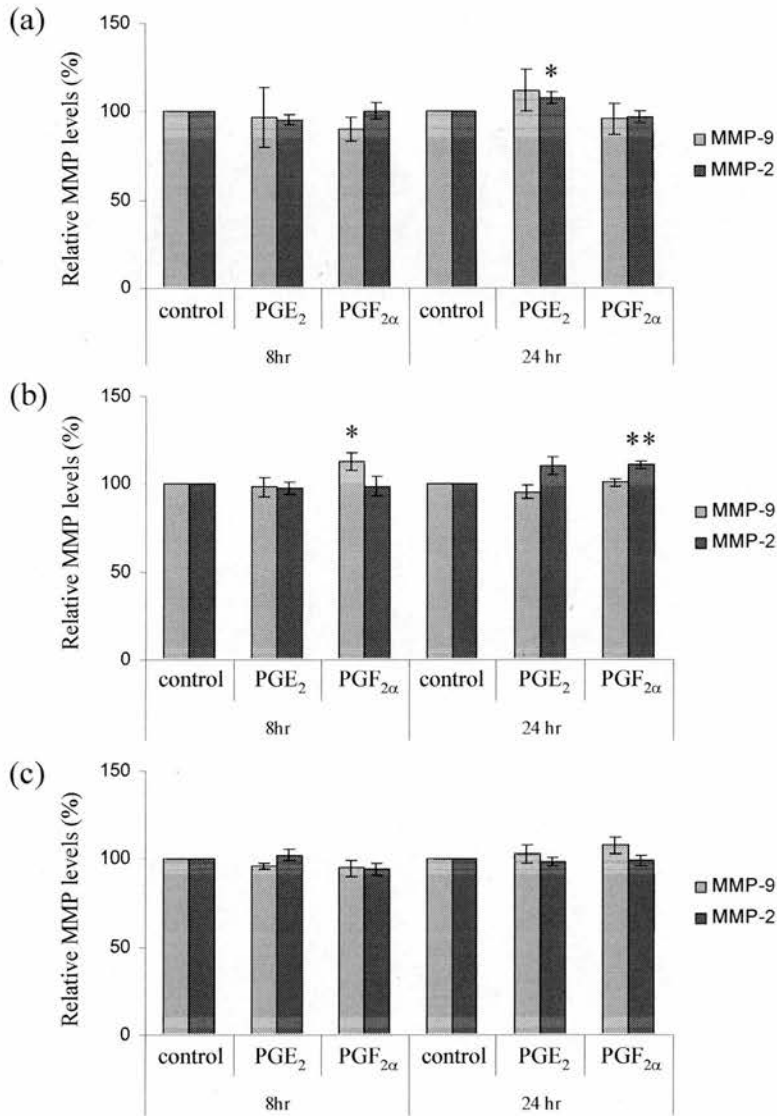 (a)
Relative MMP levels (%)
150
100
50
0
*
MMP-9
MMP-2
control PGE₂ PGF₂α control PGE₂ PGF₂α
8hr 24 hr
(b)
Relative MMP levels (%)
150
100
50
0
* **
MMP-9
MMP-2
control PGE₂ PGF₂α control PGE₂ PGF₂α
8hr 24 hr
(c)
Relative MMP levels (%)
150
100
50
0
MMP-9
MMP-2
control PGE₂ PGF₂α control PGE₂ PGF₂α
8hr 24 hr